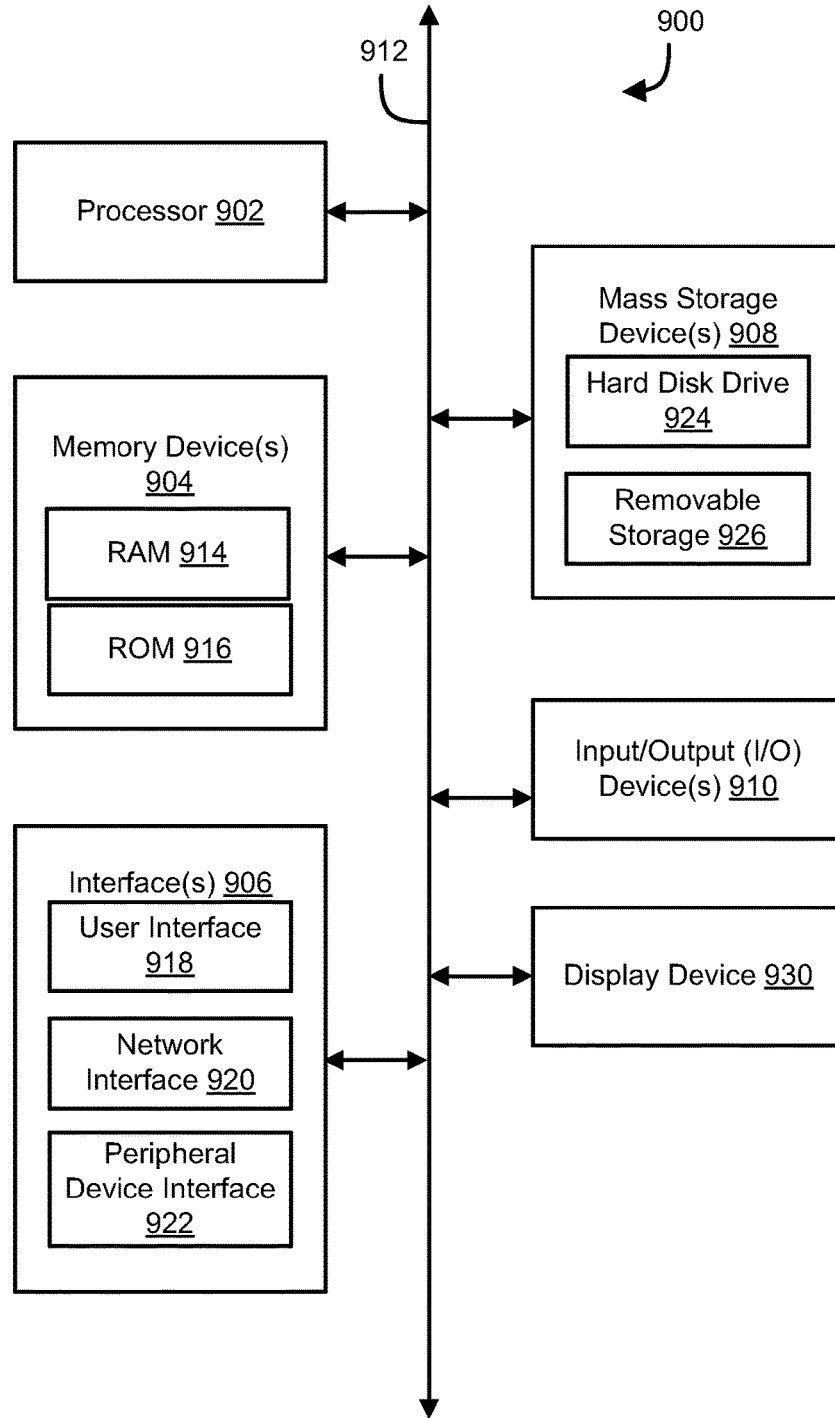 912
900
Processor 902
Mass Storage
Device(s) 908
Hard Disk Drive
924
Removable
Storage 926
Memory Device(s)
904
RAM 914
ROM 916
Input/Output (I/O)
Device(s) 910
Interface(s) 906
User Interface
918
Network
Interface 920
Peripheral
Device Interface
922
Display Device 930